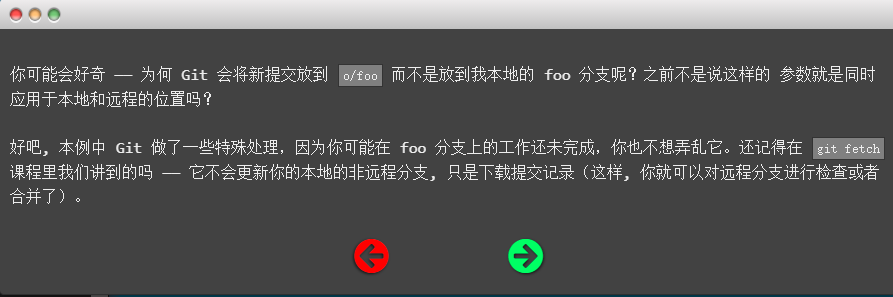 你可能会好奇 —— 为何 Git 会将新提交放到 o/foo 而不是放到我本地的 foo 分支呢？之前不是说这样的 参数就是同时
应用于本地和远程的位置吗？
好吧, 本例中 Git 做了一些特殊处理，因为你可能在 foo 分支上的工作还未完成，你也不想弄乱它。还记得在 git fetch
课程里我们讲到的吗 —— 它不会更新你的本地的非远程分支, 只是下载提交记录（这样, 你就可以对远程分支进行检查或者
合并了）。